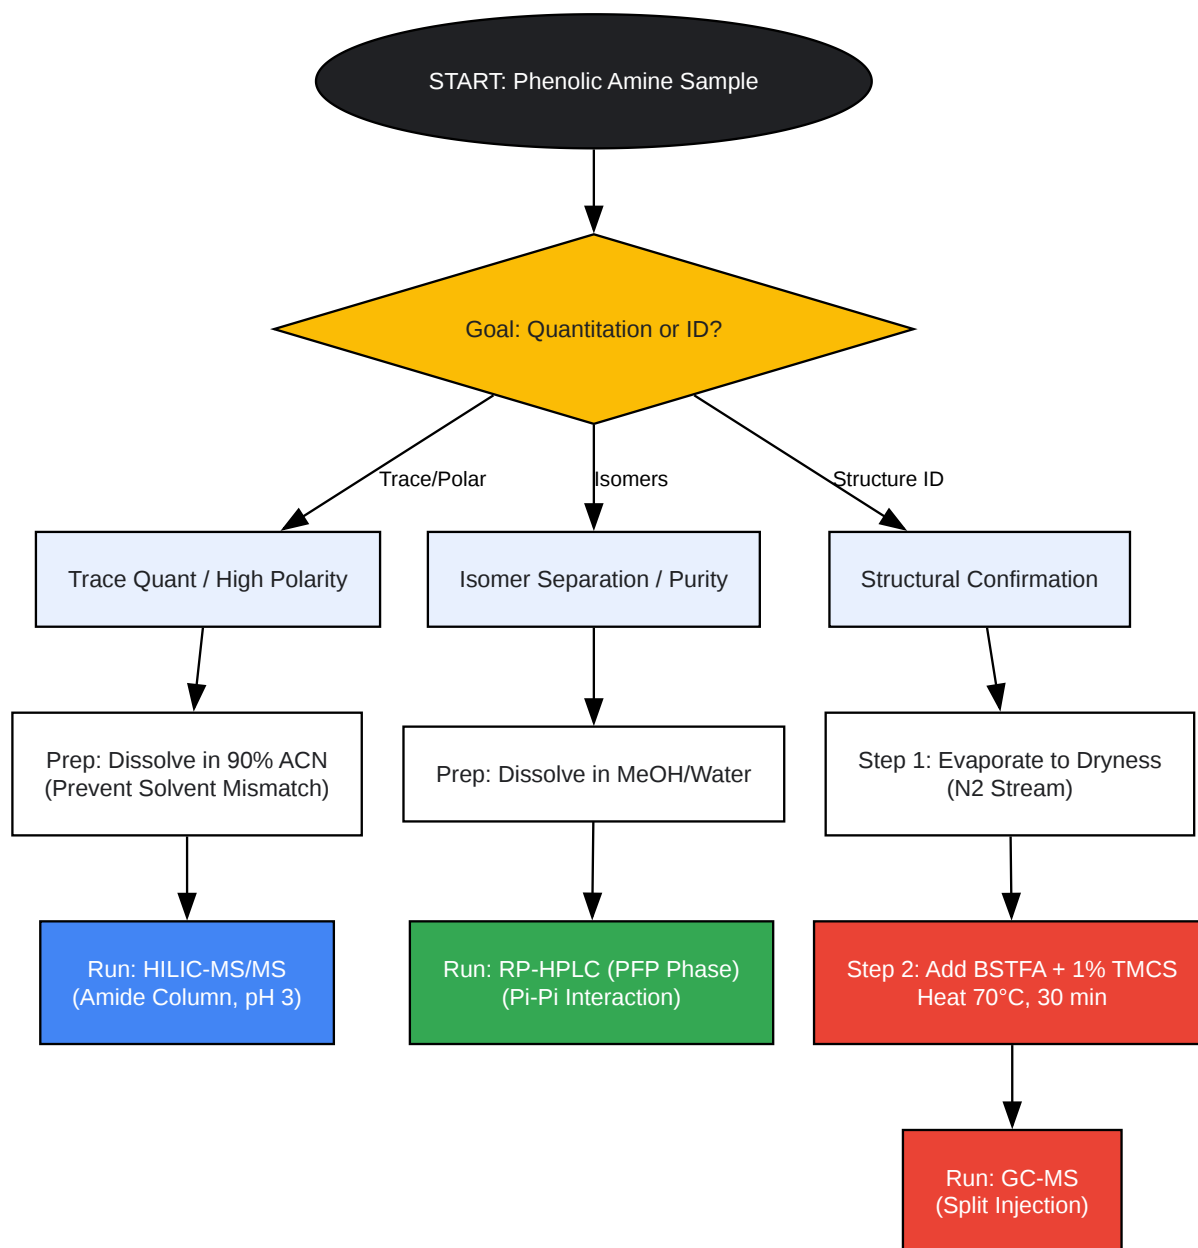 START: Phenolic Amine Sample
Goal: Quantitation or ID?
Trace/Polar
Isomers
Structure ID
Trace Quant / High Polarity
Isomer Separation / Purity
Structural Confirmation
Prep: Dissolve in 90% ACN
(Prevent Solvent Mismatch)
Prep: Dissolve in MeOH/Water
Step 1: Evaporate to Dryness
(N2 Stream)
Run: HILIC-MS/MS
(Amide Column, pH 3)
Run: RP-HPLC (PFP Phase)
(Pi-Pi Interaction)
Step 2: Add BSTFA + 1% TMCS
Heat 70°C, 30 min
Run: GC-MS
(Split Injection)